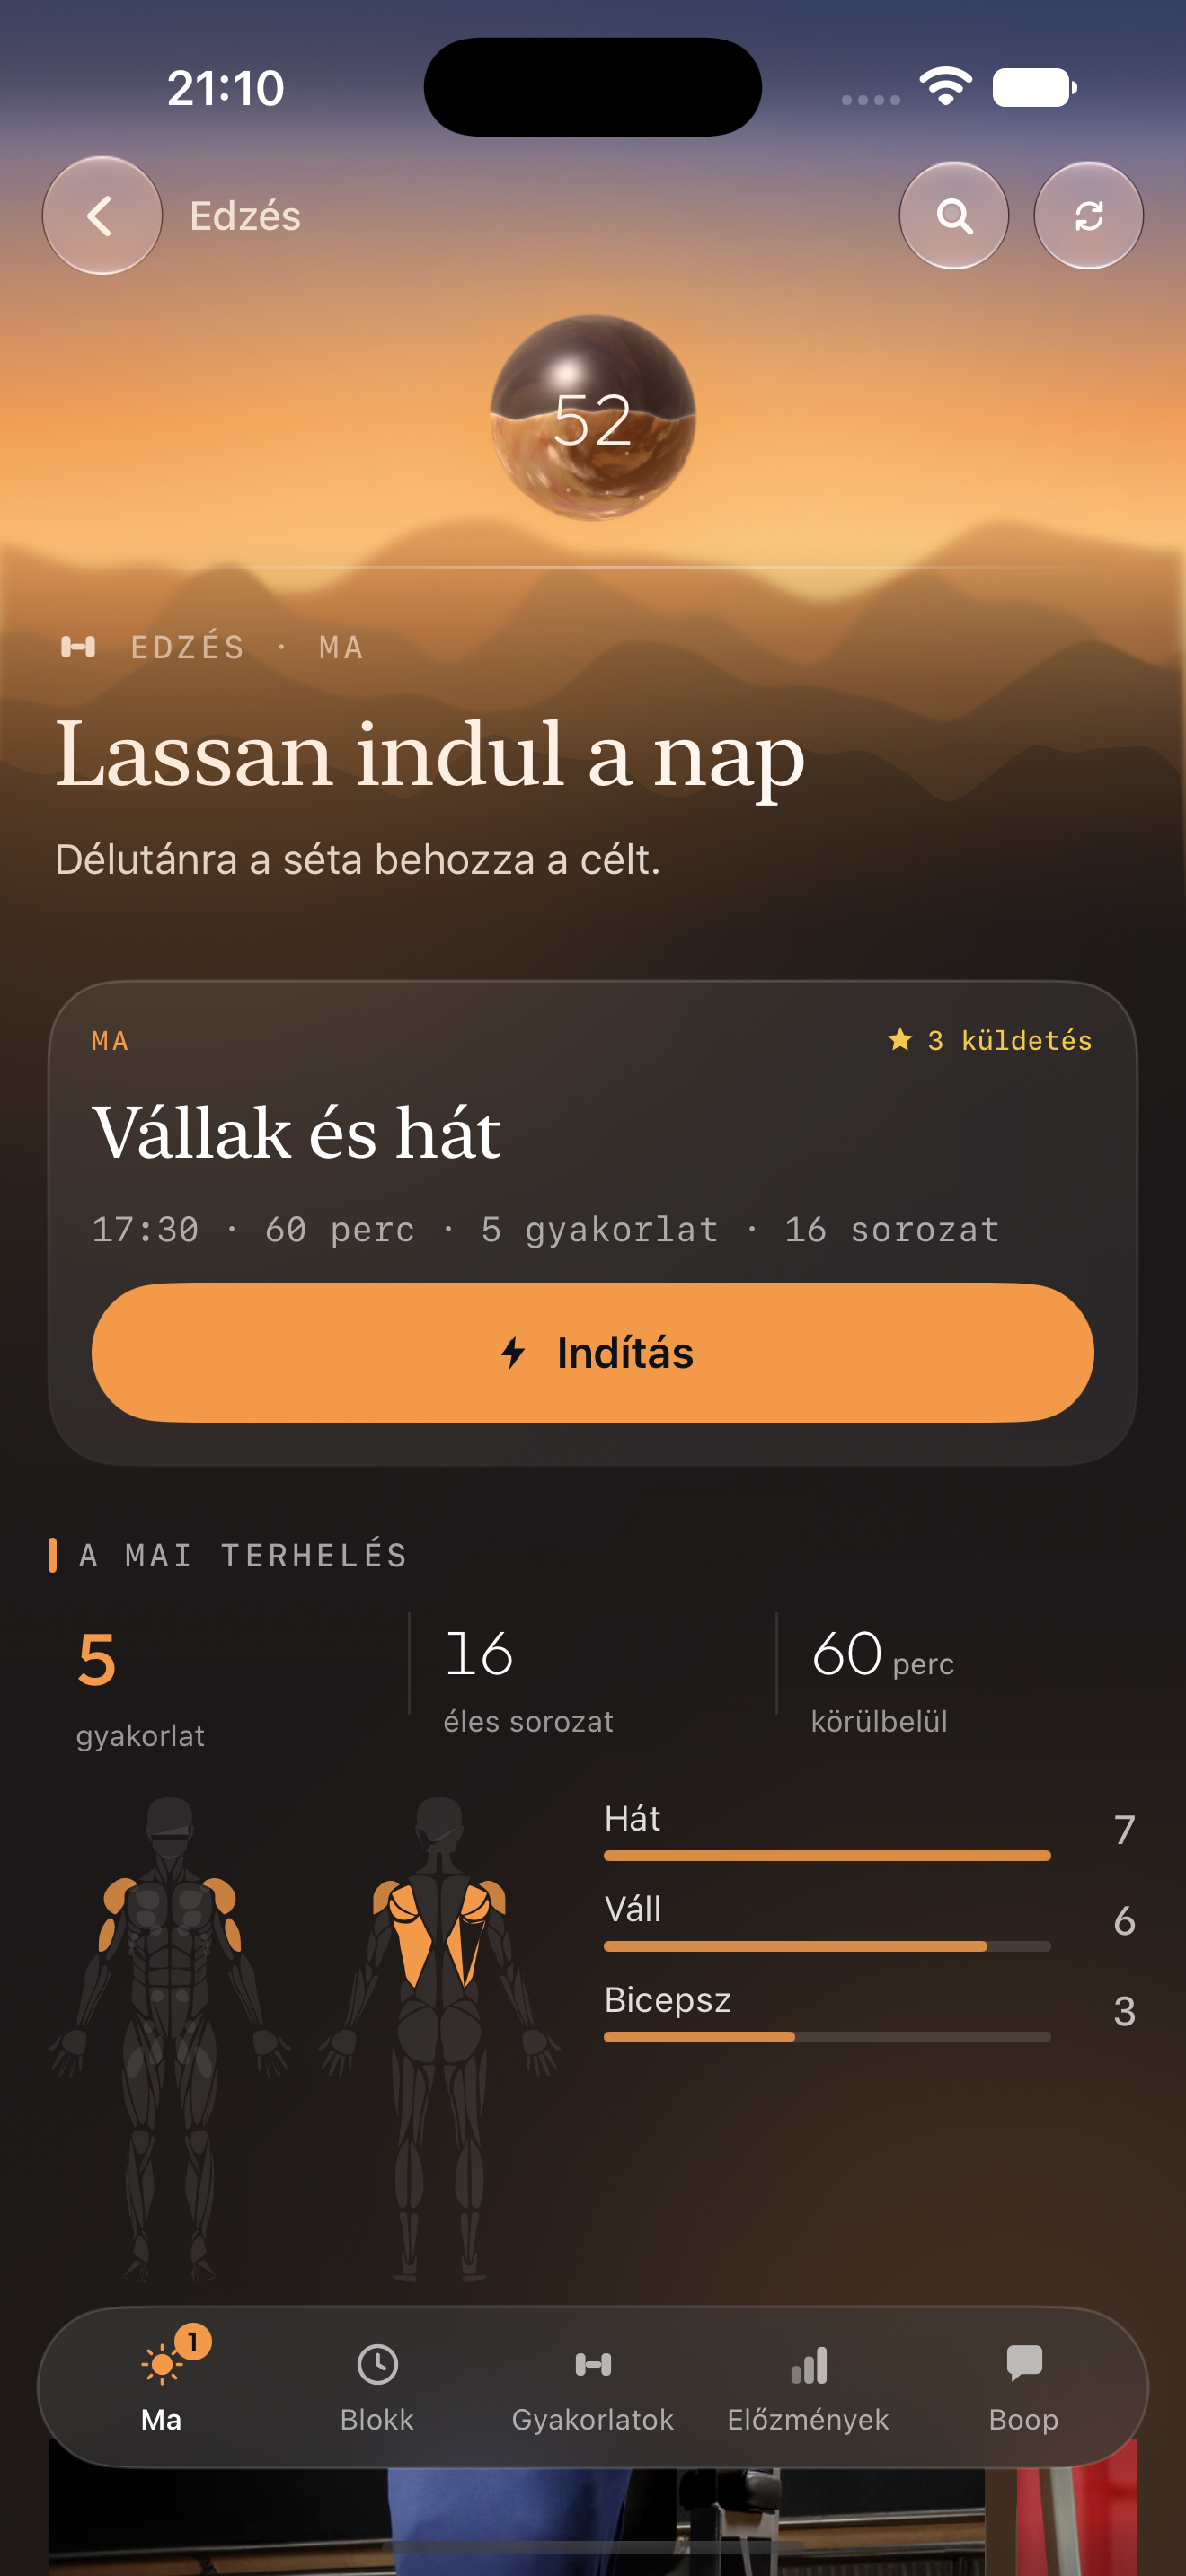 21:10
Edzés
52
EDZÉS · MA
Lassan indul a nap
Délutánra a séta behozza a célt.
MA
3 küldetés
Vállak és hát
17:30 · 60 perc · 5 gyakorlat · 16 sorozat
Indítás
A MAI TERHELÉS
5
gyakorlat
16
éles sorozat
60 perc
körülbelül
Hát
7
Váll
6
Bicepsz
3
1
Ma
Blokk
Gyakorlatok
Előzmények
Boop